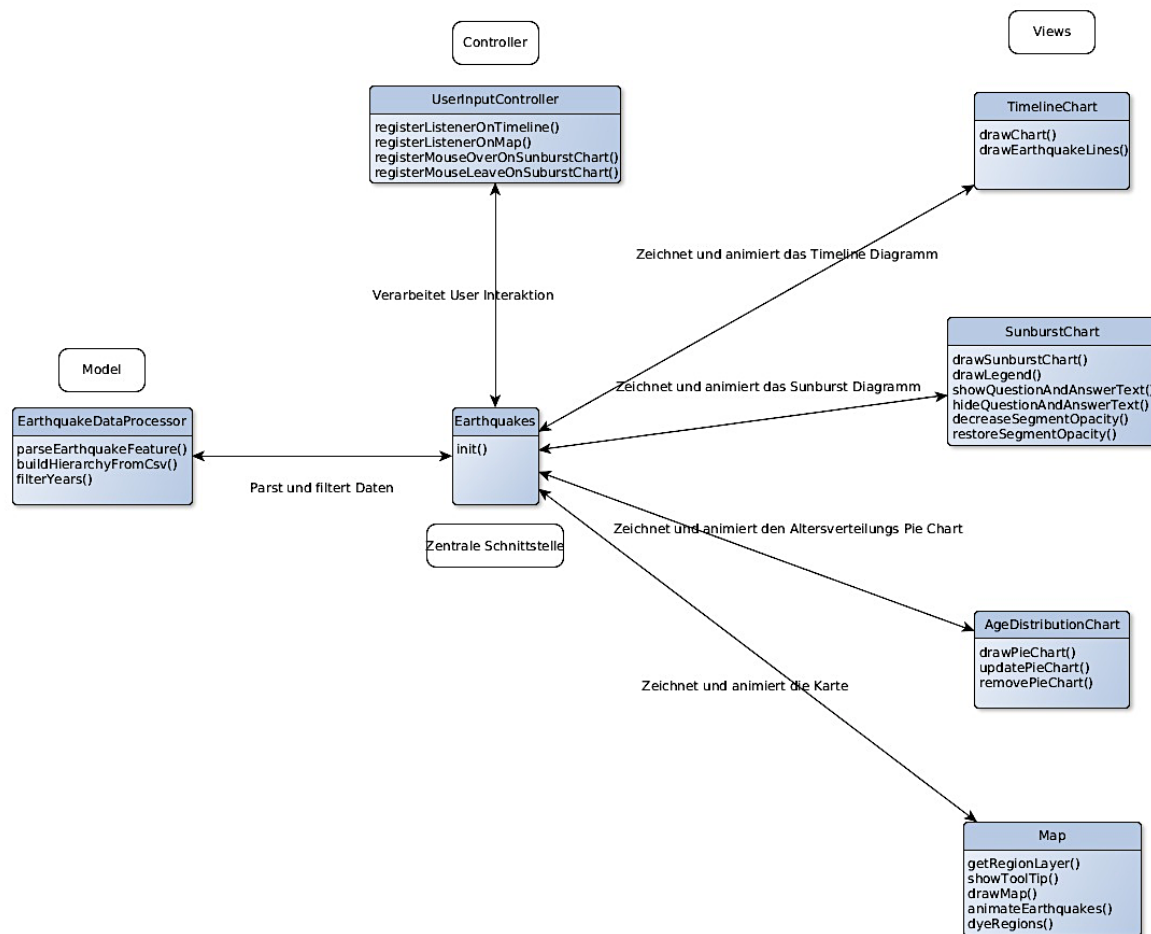 Controller
Views
UserInputController
registerListenerOnTimeline()
registerListenerOnMap()
registerMouseOverOnSunburstChart()
registerMouseLeaveOnSuburstChart()
TimelineChart
drawChart()
drawEarthquakeLines()
Zeichnet und animiert das Timeline Diagramm
Verarbeitet User Interaktion
SunburstChart
drawSunburstChart()
drawLegend()
showQuestionAndAnswerText()
hideQuestionAndAnswerText()
decreaseSegmentOpacity()
restoreSegmentOpacity()
Zeichnet und animiert das Sunburst Diagramm
Model
EarthquakeDataProcessor
parseEarthquakeFeature()
buildHierarchyFromCsv()
filterYears()
Parst und filtert Daten
Earthquakes
init()
Zentrale Schnittstelle
Zeichnet und animiert den Altersverteilungs Pie Chart
AgeDistributionChart
drawPieChart()
updatePieChart()
removePieChart()
Zeichnet und animiert die Karte
Map
getRegionLayer()
showToolTip()
drawMap()
animateEarthquakes()
dyeRegions()